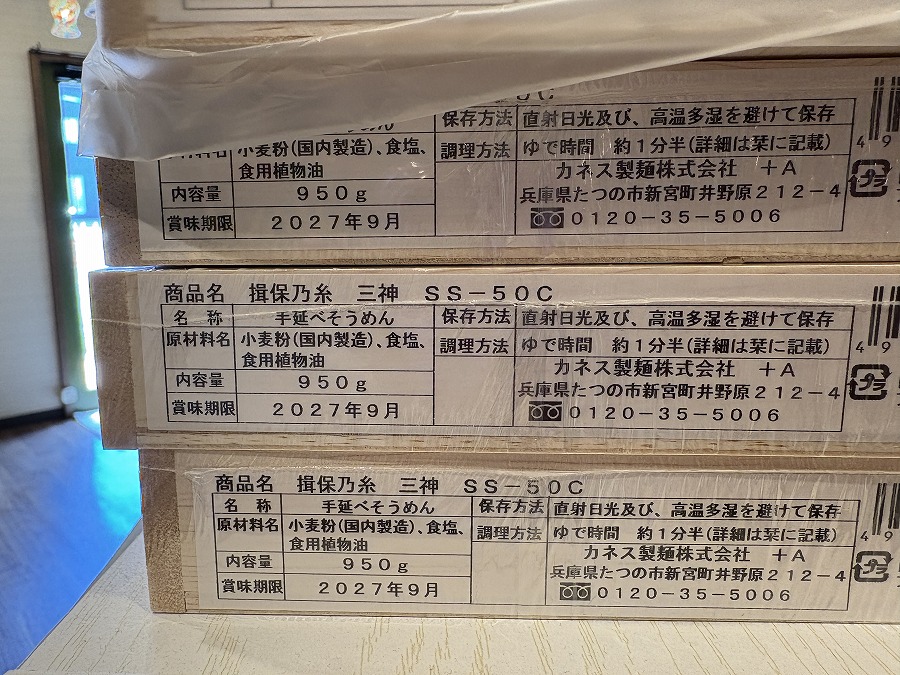 保存方法 直射日光及び、高温多湿を避けて保存
小麦粉(国内製造)、食塩、 調理方法 ゆで時間 約1分半(詳細は栞に記載)
食用植物油 カネス製麺株式会社 +A
内容量 950g 兵庫県たつの市新宮町井野原212-4
賞味期限 2027年9月 0120-35-5006
プラ
49
商品名 揖保乃糸 三神 SS-50C
名称 手延べそうめん 保存方法 直射日光及び、高温多湿を避けて保存
原材料名 小麦粉(国内製造)、食塩、 調理方法 ゆで時間 約1分半(詳細は栞に記載)
食用植物油 カネス製麺株式会社 +A
内容量 950g 兵庫県たつの市新宮町井野原212-4
賞味期限 2027年9月 0120-35-5006
プラ
49
商品名 揖保乃糸 三神 SS-50C
名称 手延べそうめん 保存方法 直射日光及び、高温多湿を避けて保存
原材料名 小麦粉(国内製造)、食塩、 調理方法 ゆで時間 約1分半(詳細は栞に記載)
食用植物油 カネス製麺株式会社 +A
内容量 950g 兵庫県たつの市新宮町井野原212-4
賞味期限 2027年9月 0120-35-5006
プラ
49